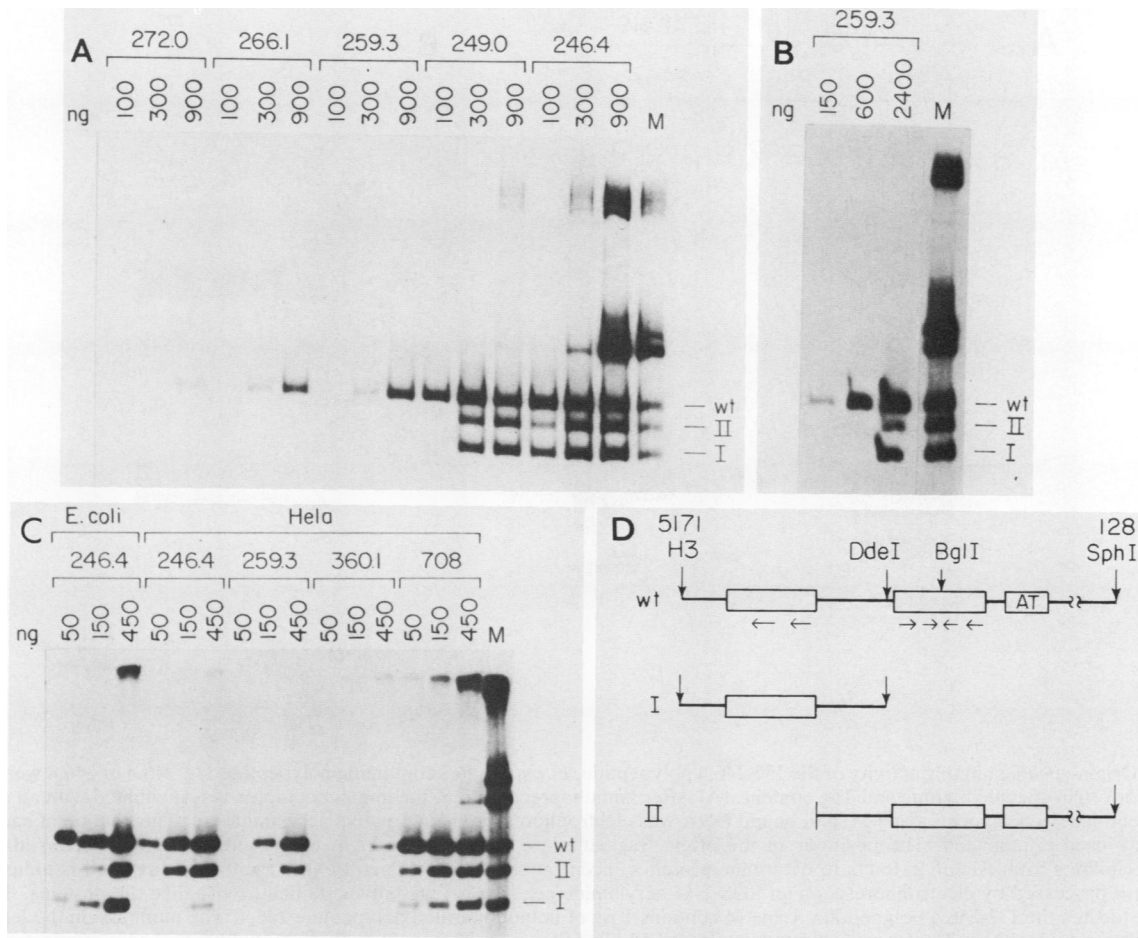 A
272.0 266.1 259.3 249.0 246.4
ng 100 300 900 100 300 900 100 300 900 100 300 900 100 300 900 M
wt
II
I
B
259.3
ng 150 600 2400 M
wt
II
I
C
E. coli Hela
246.4 246.4 259.3 360.1 708
ng 50 150 450 50 150 450 50 150 450 50 150 450 50 150 450 M
wt
II
I
D
5171 128
H3 DdeI BglI SphI
wt AT
I
II